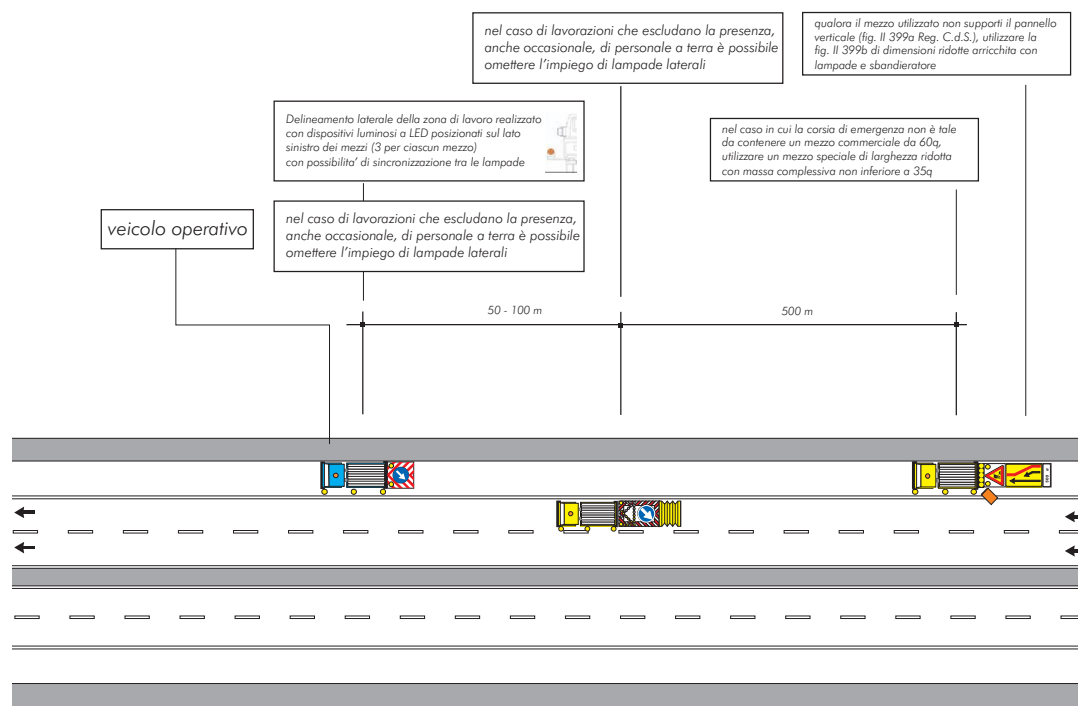 nel caso di lavorazioni che escludano la presenza,
anche occasionale, di personale a terra è possibile
omettere l'impiego di lampade laterali
qualora il mezzo utilizzato non supporti il pannello
verticale (fig. II 399a Reg. C.d.S.), utilizzare la
fig. II 399b di dimensioni ridotte arricchita con
lampade e sbandieratore
Delineamento laterale della zona di lavoro realizzato
con dispositivi luminosi a LED posizionati sul lato
sinistro dei mezzi (3 per ciascun mezzo)
con possibilita' di sincronizzazione tra le lampade
nel caso in cui la corsia di emergenza non è tale
da contenere un mezzo commerciale da 60q,
utilizzare un mezzo speciale di larghezza ridotta
con massa complessiva non inferiore a 35q
veicolo operativo
nel caso di lavorazioni che escludano la presenza,
anche occasionale, di personale a terra è possibile
omettere l'impiego di lampade laterali
50 - 100 m
500 m
500 m